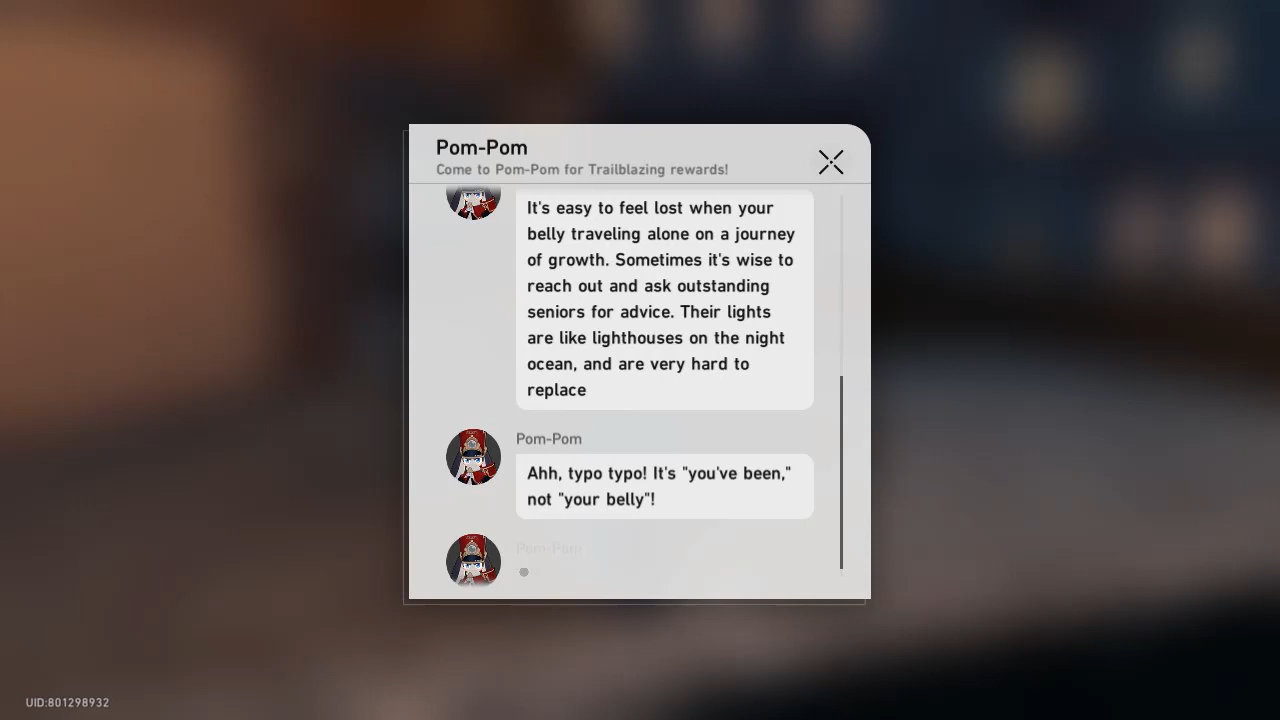 Pom-Pom
Come to Pom-Pom for Trailblazing rewards!
It's easy to feel lost when your
belly traveling alone on a journey
of growth. Sometimes it's wise to
reach out and ask outstanding
seniors for advice. Their lights
are like lighthouses on the night
ocean, and are very hard to
replace
Pom-Pom
Ahh, typo typo! It's "you've been,"
not "your belly"!
Pom-Pom
UID:801298932